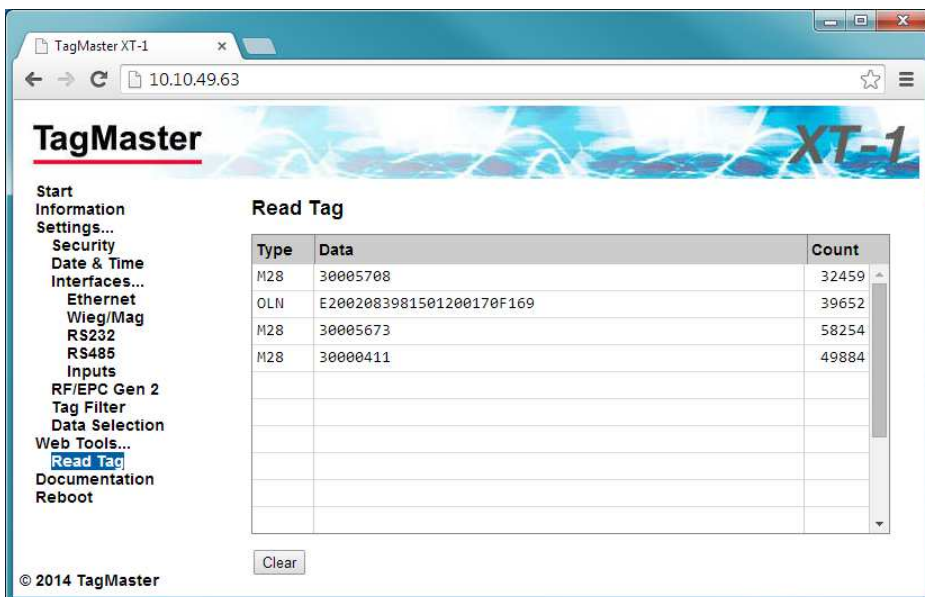 TagMaster XT-1
10.10.49.63
TagMaster
XT-1
Start
Information
Settings...
Security
Date & Time
Interfaces...
Ethernet
Wieg/Mag
RS232
RS485
Inputs
RF/EPC Gen 2
Tag Filter
Data Selection
Web Tools...
Read Tag
Documentation
Reboot
© 2014 TagMaster
Read Tag
Type Data Count
M28 30005708 32459
OLN E2002083981501200170F169 39652
M28 30005673 58254
M28 30000411 49884
Clear